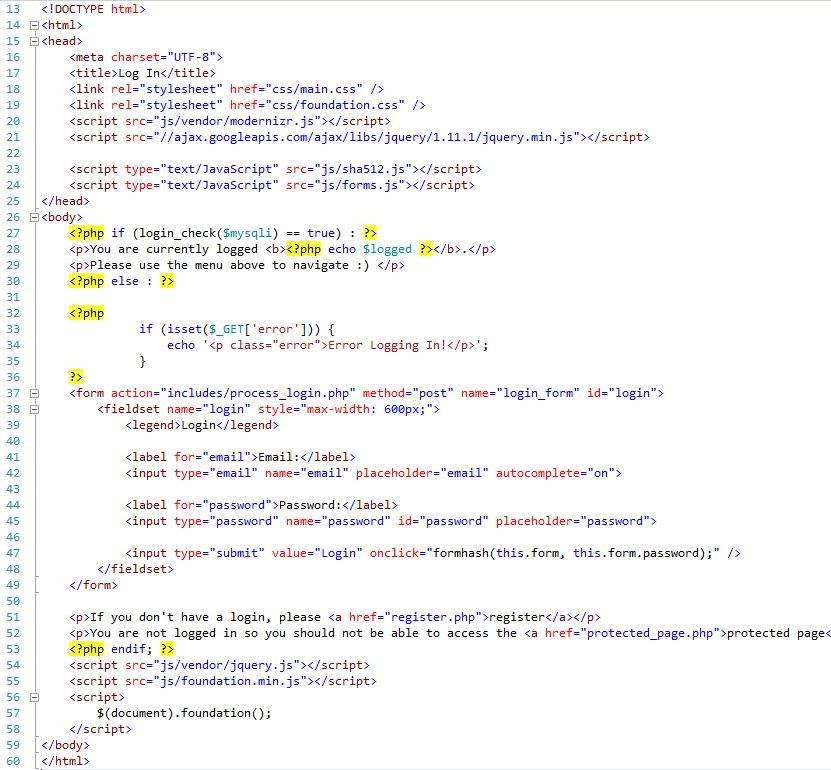 13 <!DOCTYPE html>
14 <html>
15 <head>
16     <meta charset="UTF-8">
17     <title>Log In</title>
18     <link rel="stylesheet" href="css/main.css" />
19     <link rel="stylesheet" href="css/foundation.css" />
20     <script src="js/vendor/modernizr.js"></script>
21     <script src="//ajax.googleapis.com/ajax/libs/jquery/1.11.1/jquery.min.js"></script>
22
23     <script type="text/JavaScript" src="js/sha512.js"></script>
24     <script type="text/JavaScript" src="js/forms.js"></script>
25 </head>
26 <body>
27     <?php if (login_check($mysqli) == true) : ?>
28     <p>You are currently logged <b><?php echo $logged ?></b>.</p>
29     <p>Please use the menu above to navigate :) </p>
30     <?php else : ?>
31
32     <?php
33               if (isset($_GET['error'])) {
34                   echo '<p class="error">Error Logging In!</p>';
35               }
36     ?>
37     <form action="includes/process_login.php" method="post" name="login_form" id="login">
38         <fieldset name="login" style="max-width: 600px;">
39             <legend>Login</legend>
40
41             <label for="email">Email:</label>
42             <input type="email" name="email" placeholder="email" autocomplete="on">
43
44             <label for="password">Password:</label>
45             <input type="password" name="password" id="password" placeholder="password">
46
47             <input type="submit" value="Login" onclick="formhash(this.form, this.form.password);" />
48         </fieldset>
49     </form>
50
51     <p>If you don't have a login, please <a href="register.php">register</a></p>
52     <p>You are not logged in so you should not be able to access the <a href="protected_page.php">protected page<
53     <?php endif; ?>
54     <script src="js/vendor/jquery.js"></script>
55     <script src="js/foundation.min.js"></script>
56     <script>
57         $(document).foundation();
58     </script>
59 </body>
60 </html>